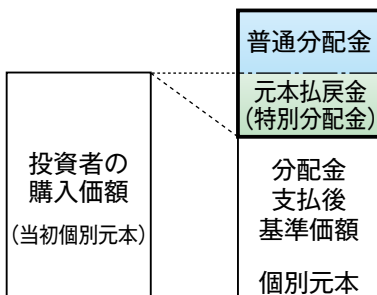 普通分配金
元本払戻金
（特別分配金）
投資者の
購入価額
（当初個別元本）
分配金
支払後
基準価額
個別元本